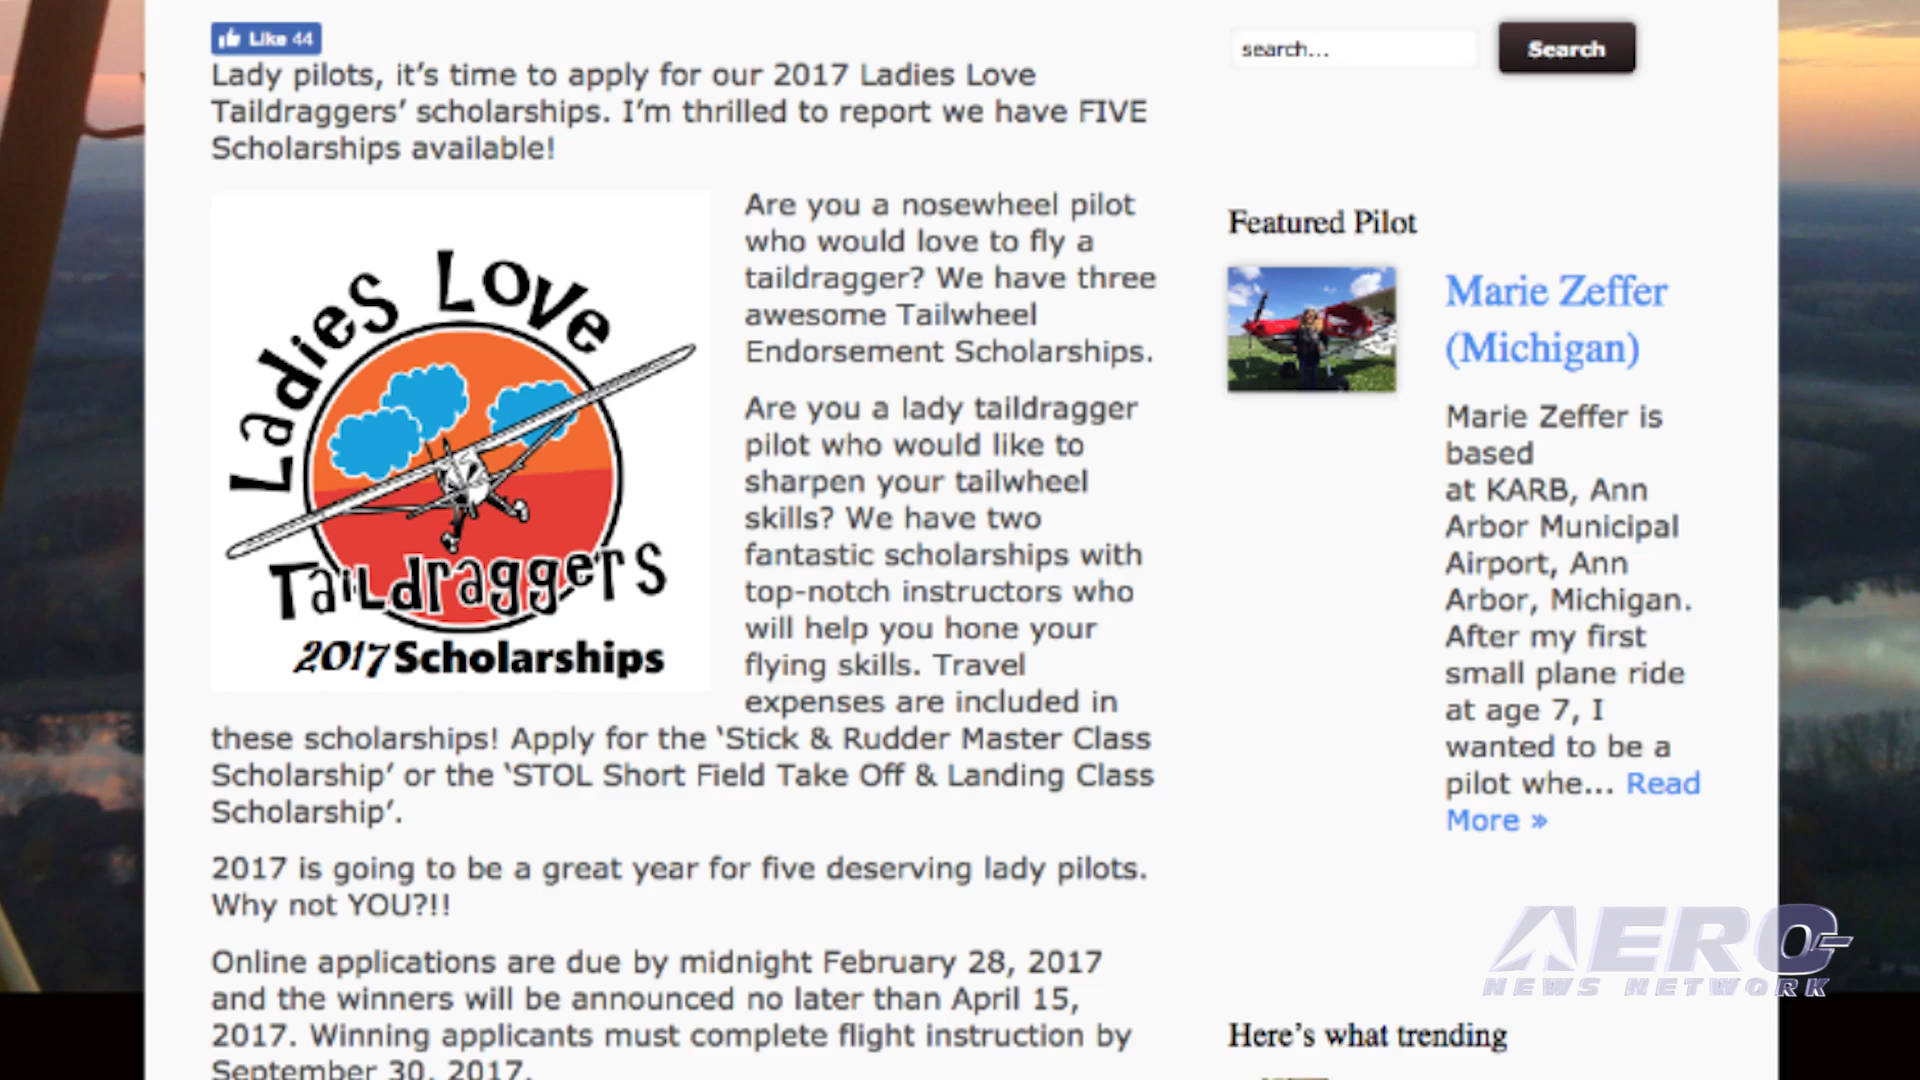 Like 44
Lady pilots, it's time to apply for our 2017 Ladies Love
Taildraggers' scholarships. I'm thrilled to report we have FIVE
Scholarships available!
Ladies Love
Taildraggers
2017 Scholarships
Are you a nosewheel pilot
who would love to fly a
taildragger? We have three
awesome Tailwheel
Endorsement Scholarships.
Are you a lady taildragger
pilot who would like to
sharpen your tailwheel
skills? We have two
fantastic scholarships with
top-notch instructors who
will help you hone your
flying skills. Travel
expenses are included in
these scholarships! Apply for the 'Stick & Rudder Master Class
Scholarship' or the 'STOL Short Field Take Off & Landing Class
Scholarship'.
2017 is going to be a great year for five deserving lady pilots.
Why not YOU?!!
Online applications are due by midnight February 28, 2017
and the winners will be announced no later than April 15,
2017. Winning applicants must complete flight instruction by
September 30, 2017.
search...
Search
Featured Pilot
Marie Zeffer
(Michigan)
Marie Zeffer is
based
at KARB, Ann
Arbor Municipal
Airport, Ann
Arbor, Michigan.
After my first
small plane ride
at age 7, I
wanted to be a
pilot whe... Read
More »
Here's what trending
AERO
NEWS NETWORK